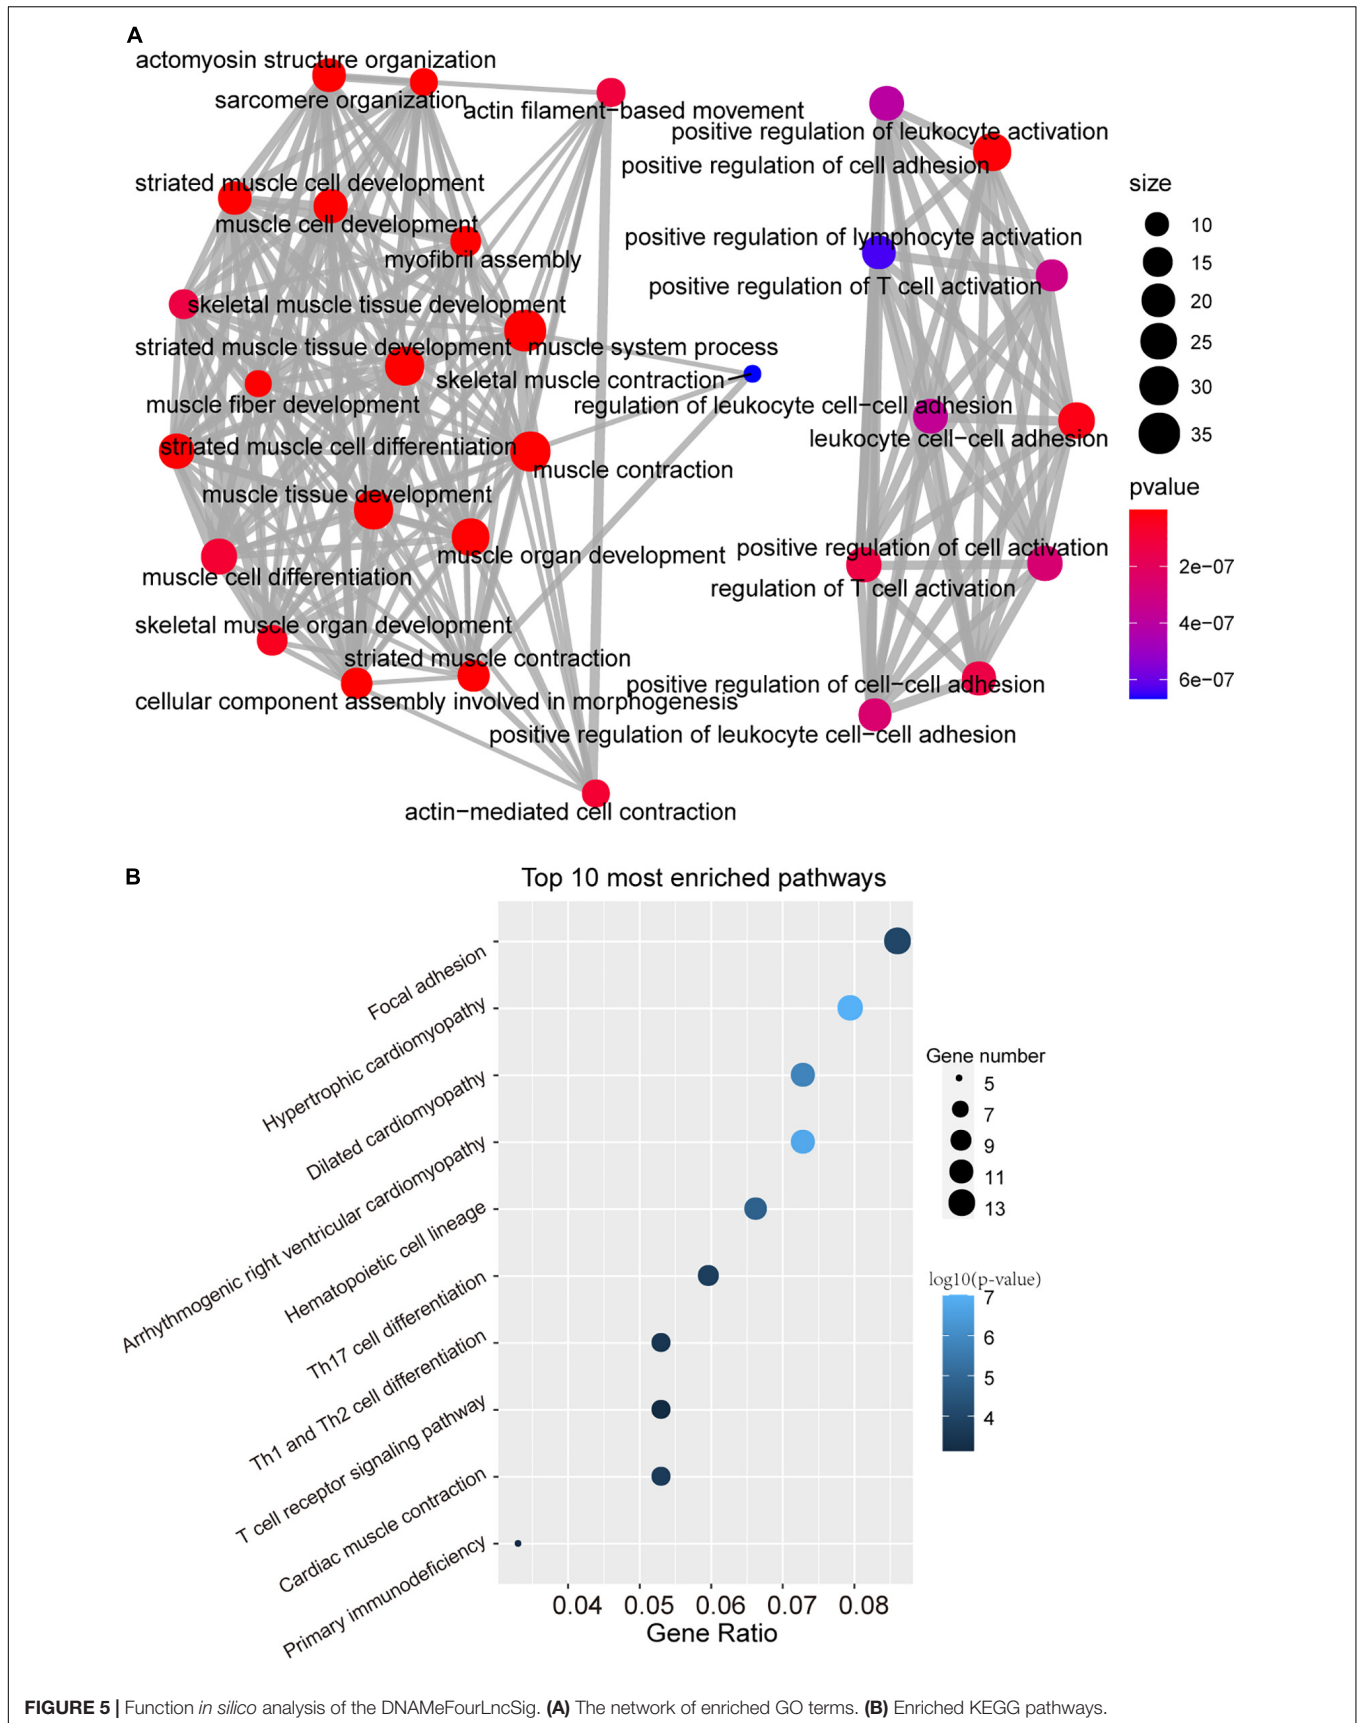 A
actomyosin structure organization
sarcomere organization
actin filament−based movement
positive regulation of leukocyte activation
positive regulation of cell adhesion
striated muscle cell development
muscle cell development
myofibril assembly
positive regulation of lymphocyte activation
positive regulation of T cell activation
skeletal muscle tissue development
striated muscle tissue development
muscle system process
skeletal muscle contraction
muscle fiber development
regulation of leukocyte cell−cell adhesion
leukocyte cell−cell adhesion
striated muscle cell differentiation
muscle contraction
muscle tissue development
muscle organ development
positive regulation of cell activation
muscle cell differentiation
regulation of T cell activation
skeletal muscle organ development
striated muscle contraction
positive regulation of cell−cell adhesion
cellular component assembly involved in morphogenesis
positive regulation of leukocyte cell−cell adhesion
actin−mediated cell contraction
size
10
15
20
25
30
35
pvalue
2e−07
4e−07
6e−07
B
Top 10 most enriched pathways
Focal adhesion
Hypertrophic cardiomyopathy
Dilated cardiomyopathy
Arrhythmogenic right ventricular cardiomyopathy
Hematopoietic cell lineage
Th17 cell differentiation
Th1 and Th2 cell differentiation
T cell receptor signaling pathway
Cardiac muscle contraction
Primary immunodeficiency
0.04 0.05 0.06 0.07 0.08
Gene Ratio
Gene number
5
7
9
11
13
log10(p-value)
7
6
5
4
FIGURE 5 | Function in silico analysis of the DNAMeFourLncSig. (A) The network of enriched GO terms. (B) Enriched KEGG pathways.